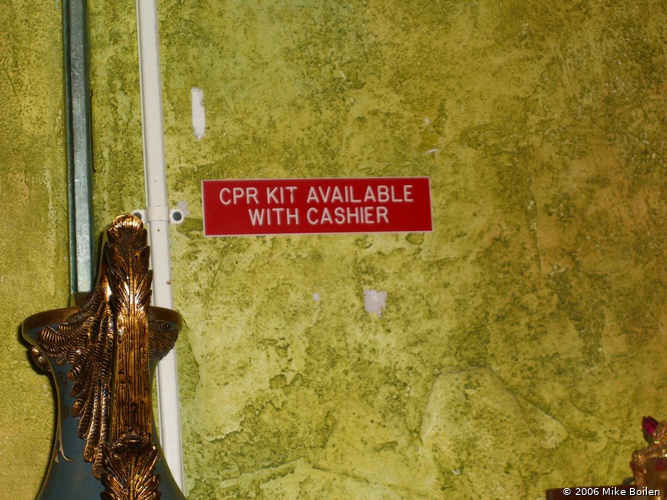 CPR KIT AVAILABLE
WITH CASHIER
© 2006 Mike Boilen